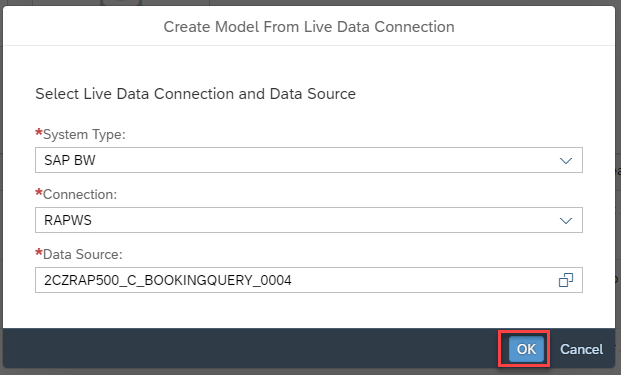 Create Model From Live Data Connection
Select Live Data Connection and Data Source
*System Type:
SAP BW
*Connection:
RAPWS
*Data Source:
2CZRAP500_C_BOOKINGQUERY_0004
OK Cancel